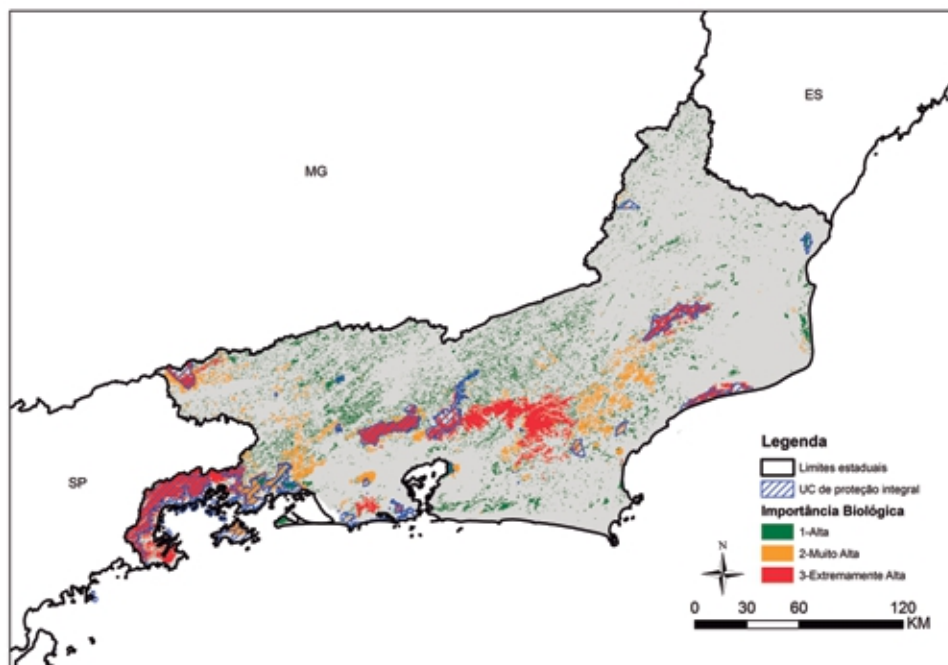 ES
MG
SP
Legenda
Limites estaduais
UC de proteção integral
Importância Biológica
1-Alta
2-Muito Alta
3-Extremamente Alta
N
0 30 60 120
KM